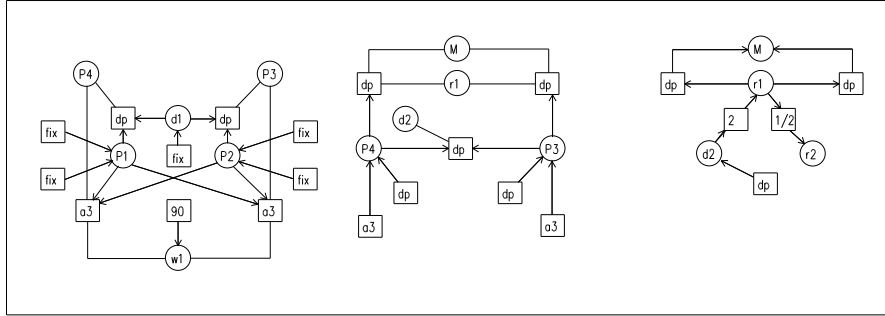 P4 P3
dp d1 dp
fix fix
P1 fix P2
fix fix
a3 90 a3
w1
M
dp r1 dp
d2
P4 dp P3
dp dp
a3 a3
M
dp r1 dp
2 1/2
d2 r2
dp